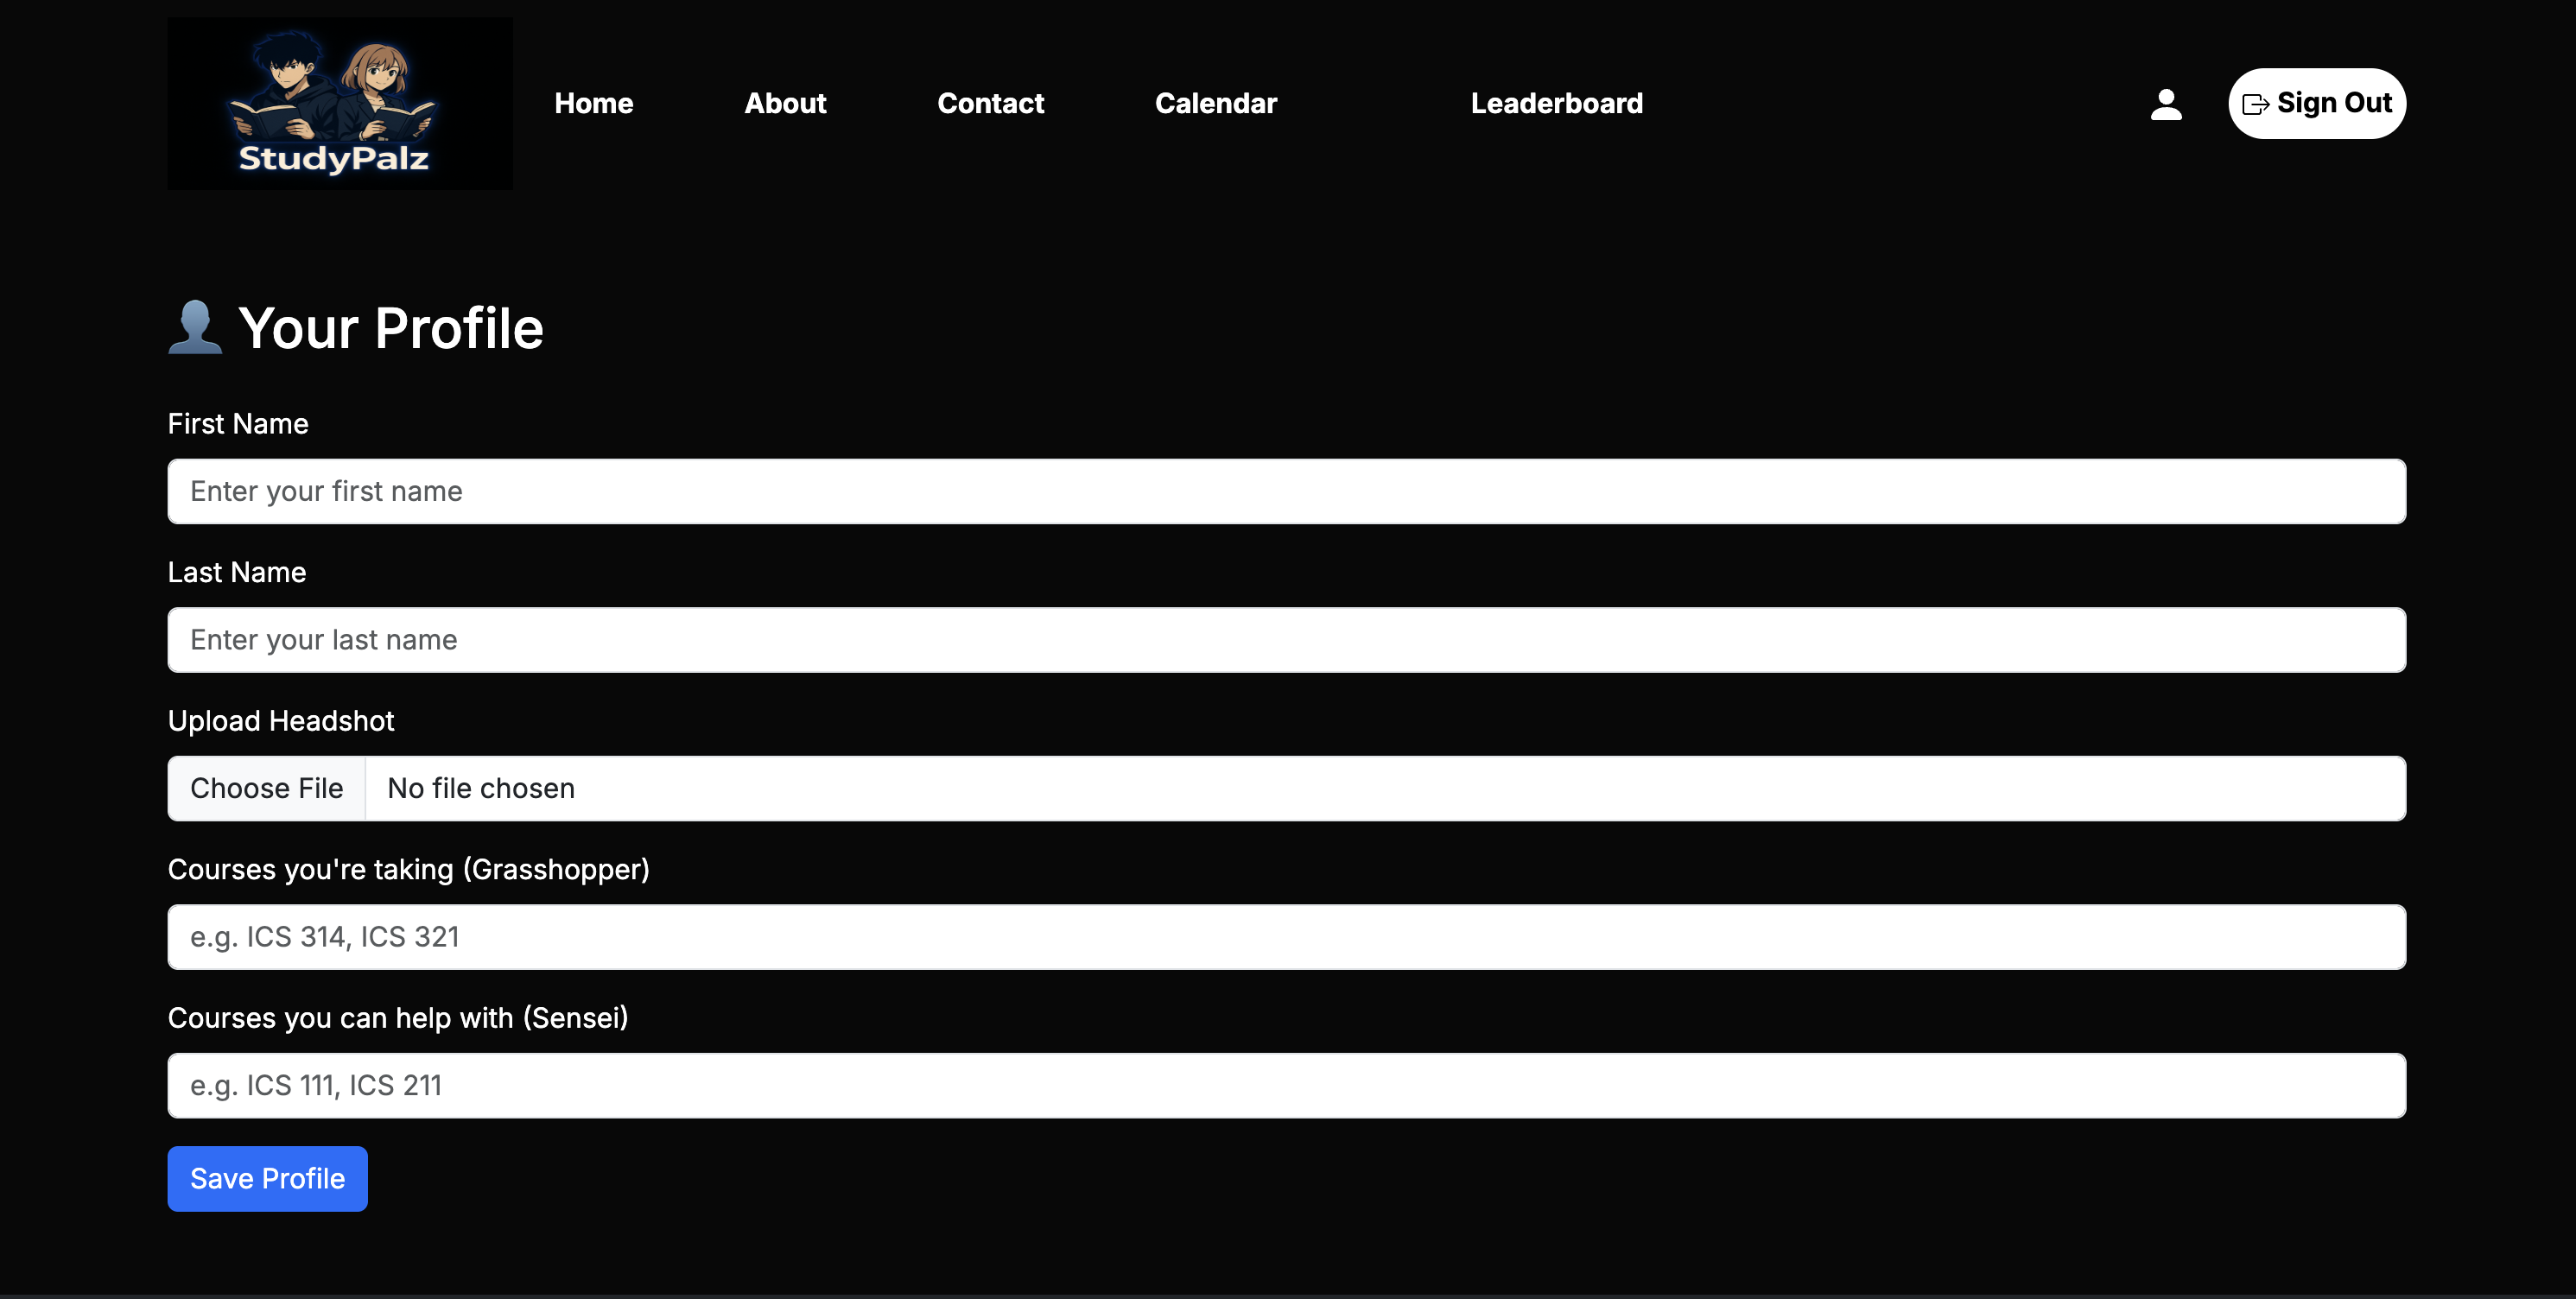 StudyPalz
Home About Contact Calendar Leaderboard Sign Out
Your Profile
First Name
Enter your first name
Last Name
Enter your last name
Upload Headshot
Choose File No file chosen
Courses you're taking (Grasshopper)
e.g. ICS 314, ICS 321
Courses you can help with (Sensei)
e.g. ICS 111, ICS 211
Save Profile